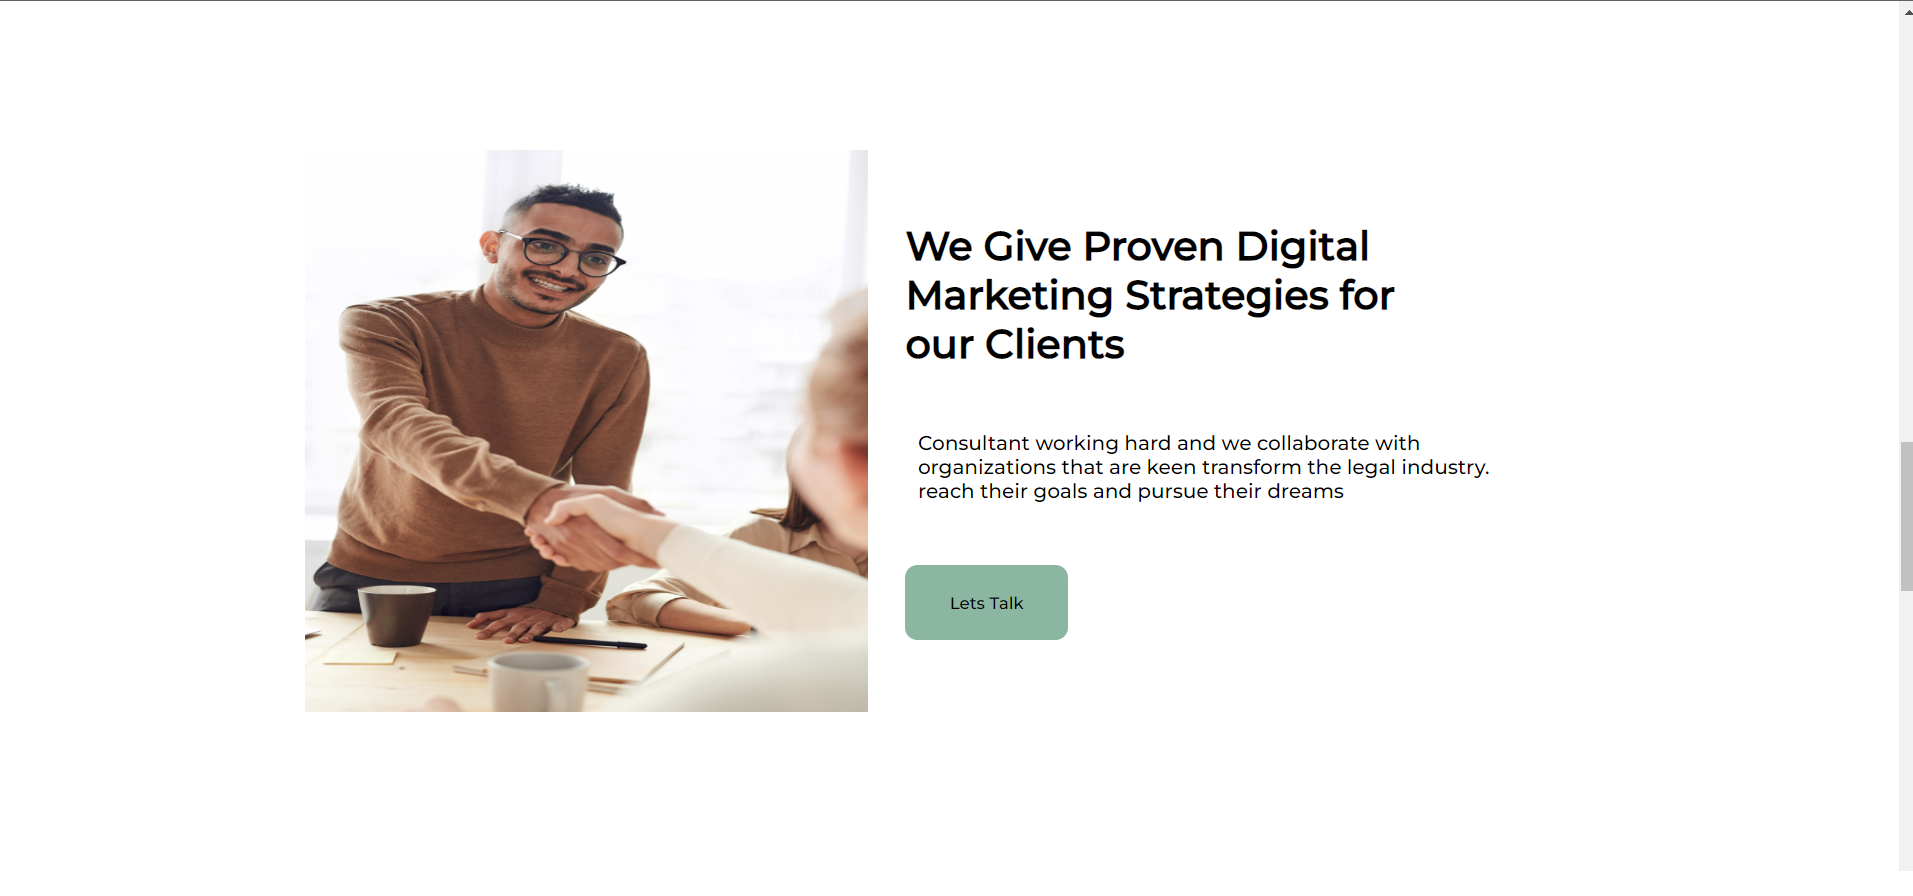 We Give Proven Digital
Marketing Strategies for
our Clients
Consultant working hard and we collaborate with
organizations that are keen transform the legal industry.
reach their goals and pursue their dreams
Lets Talk